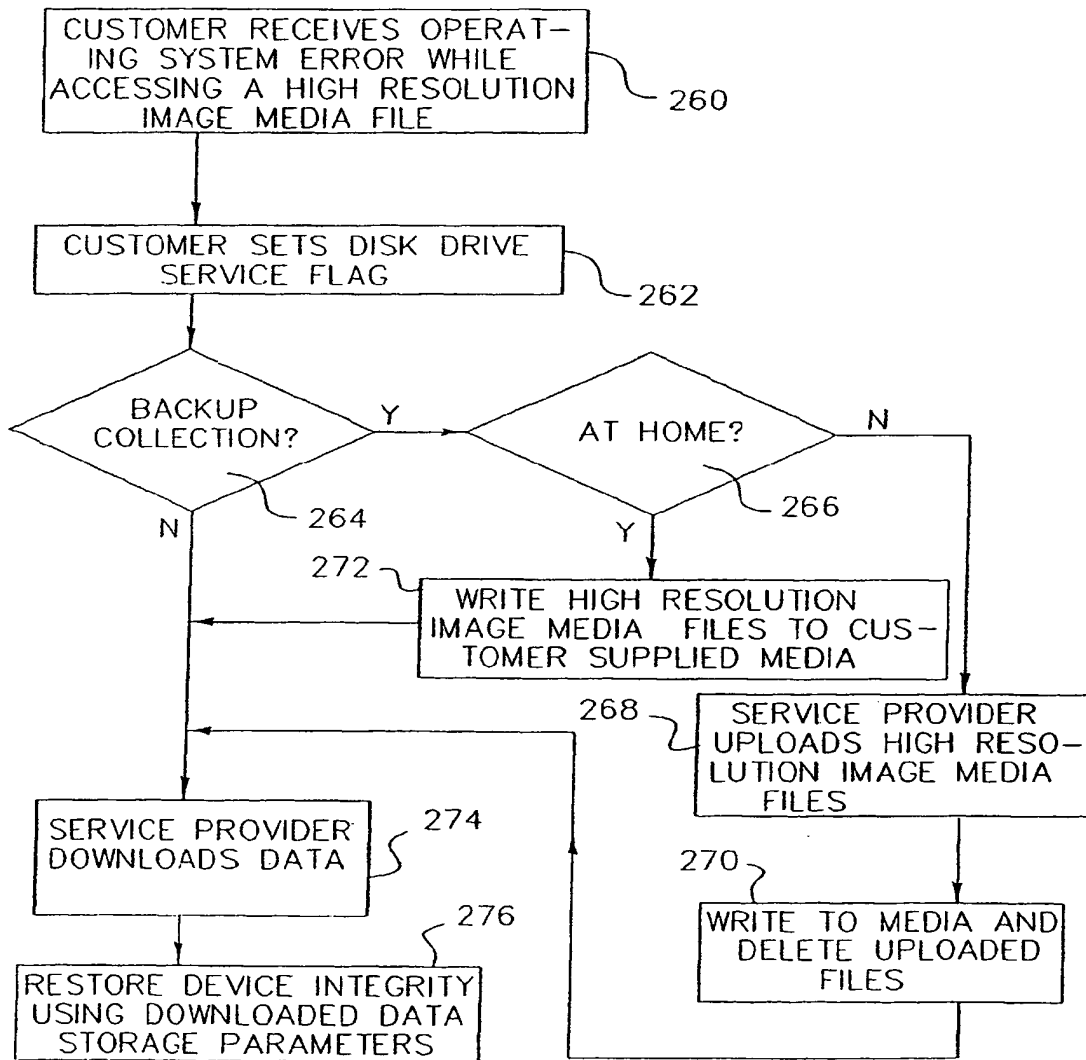 CUSTOMER RECEIVES OPERAT-
ING SYSTEM ERROR WHILE
ACCESSING A HIGH RESOLUTION
IMAGE MEDIA FILE
260
CUSTOMER SETS DISK DRIVE
SERVICE FLAG
262
BACKUP
COLLECTION?
Y
N
264
AT HOME?
N
Y
266
272
WRITE HIGH RESOLUTION
IMAGE MEDIA FILES TO CUS-
TOMER SUPPLIED MEDIA
268
SERVICE PROVIDER
UPLOADS HIGH RESO-
LUTION IMAGE MEDIA
FILES
SERVICE PROVIDER
DOWNLOADS DATA
274
270
WRITE TO MEDIA AND
DELETE UPLOADED
FILES
276
RESTORE DEVICE INTEGRITY
USING DOWNLOADED DATA
STORAGE PARAMETERS